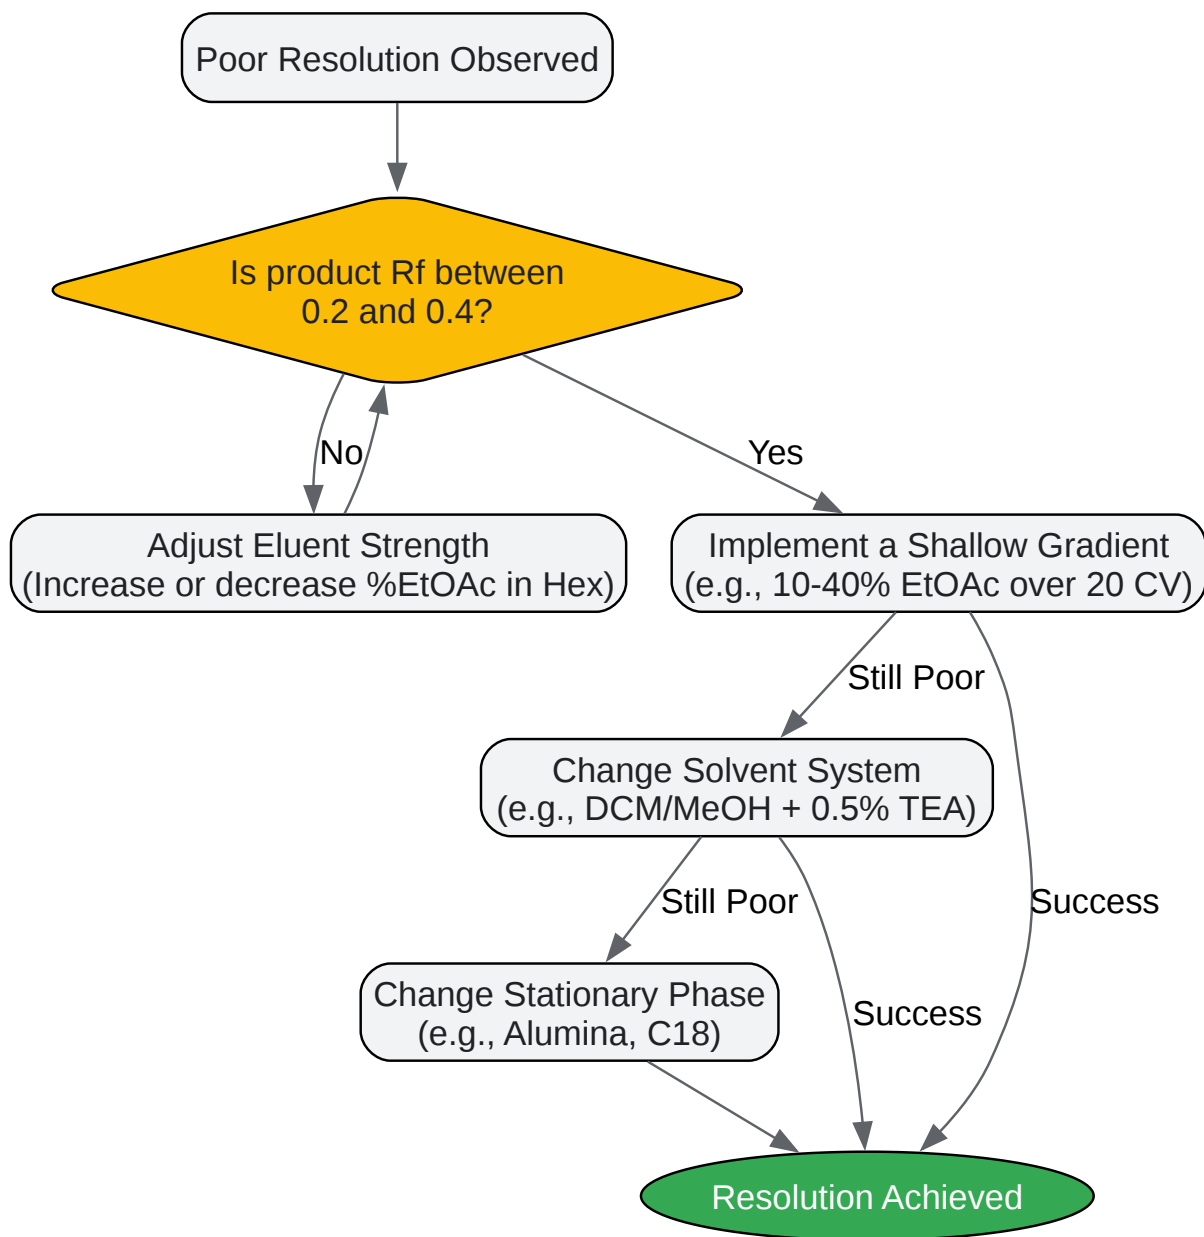 Poor Resolution Observed
Is product Rf between
0.2 and 0.4?
No
Yes
Adjust Eluent Strength
(Increase or decrease %EtOAc in Hex)
Implement a Shallow Gradient
(e.g., 10-40% EtOAc over 20 CV)
Still Poor
Change Solvent System
(e.g., DCM/MeOH + 0.5% TEA)
Still Poor
Success
Change Stationary Phase
(e.g., Alumina, C18)
Success
Resolution Achieved